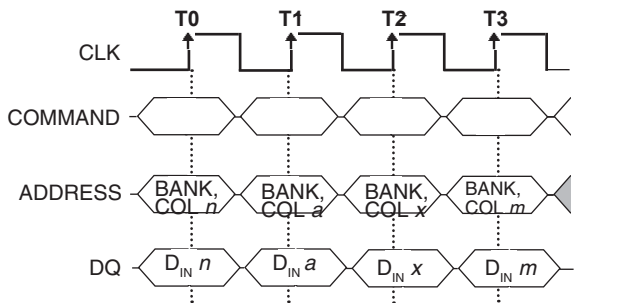 T0 T1 T2 T3
CLK
COMMAND
ADDRESS BANK, COL n BANK, COL a BANK, COL x BANK, COL m
DQ DIN n DIN a DIN x DIN m